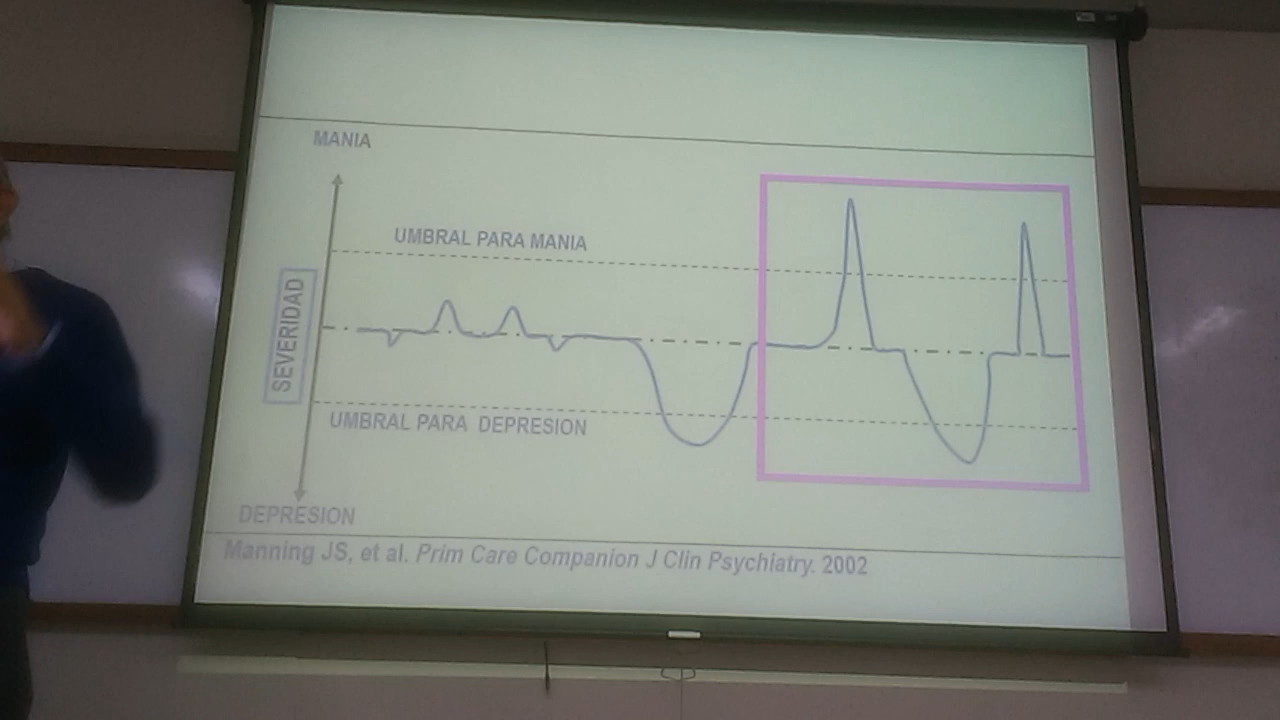 MANIA
UMBRAL PARA MANIA
SEVERIDAD
UMBRAL PARA DEPRESION
DEPRESION
Manning JS, et al. Prim Care Companion J Clin Psychiatry. 2002